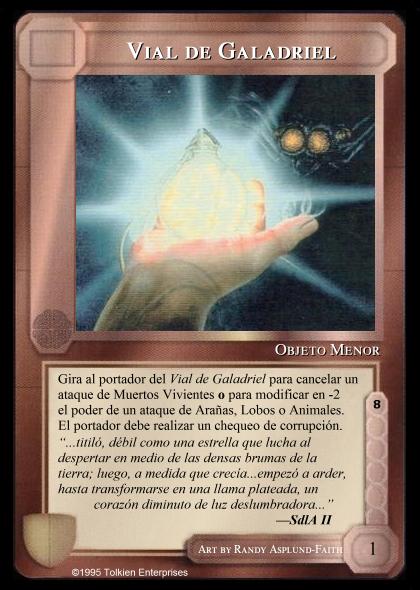 VIAL DE GALADRIEL
OBJETO MENOR
Gira al portador del Vial de Galadriel para cancelar un
ataque de Muertos Vivientes o para modificar en -2
el poder de un ataque de Arañas, Lobos o Animales.
El portador debe realizar un chequeo de corrupción.
“...titiló, débil como una estrella que lucha al
despertar en medio de las densas brumas de la
tierra; luego, a medida que crecía...empezó a arder,
hasta transformarse en una llama plateada, un
corazón diminuto de luz deslumbradora...”
—SdlA II
8
ART BY RANDY ASPLUND-FAITH
1
©1995 Tolkien Enterprises